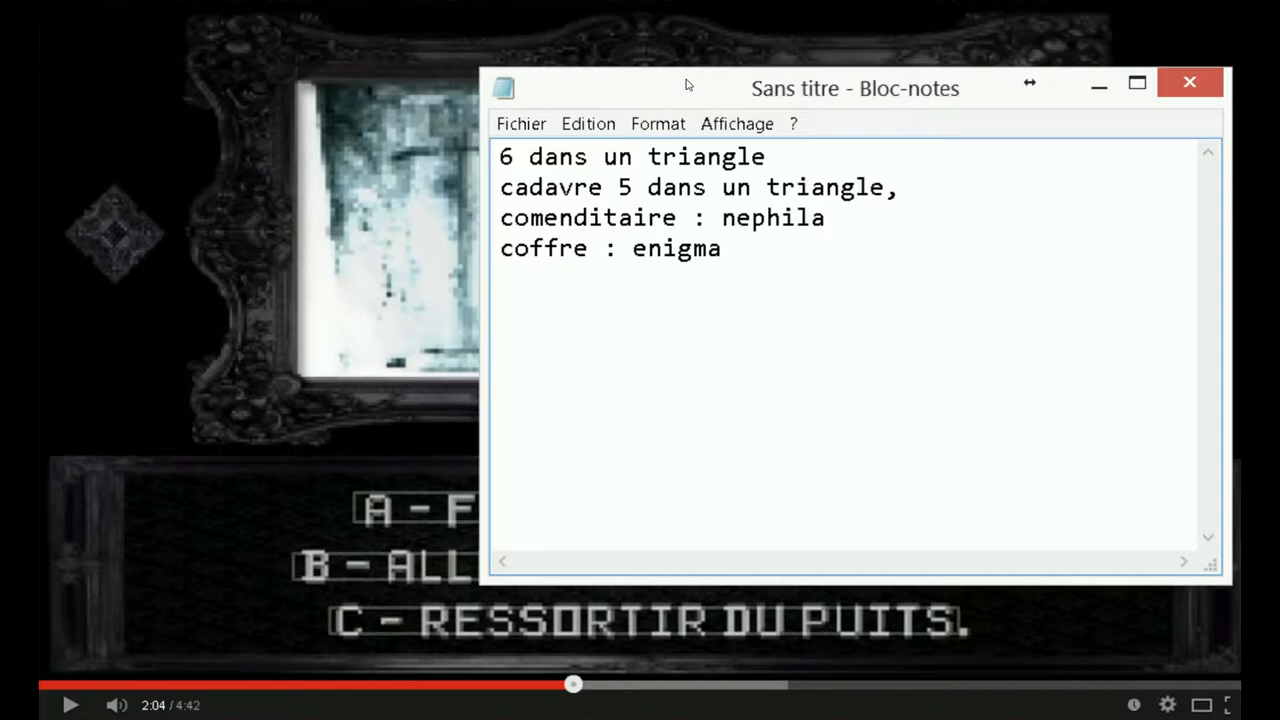 Sans titre - Bloc-notes
Fichier Edition Format Affichage ?
6 dans un triangle
cadavre 5 dans un triangle,
comenditaire : nephila
coffre : enigma
A - F
B - ALL
C - RESSORTIR DU PUITS.
2:04 / 4:42